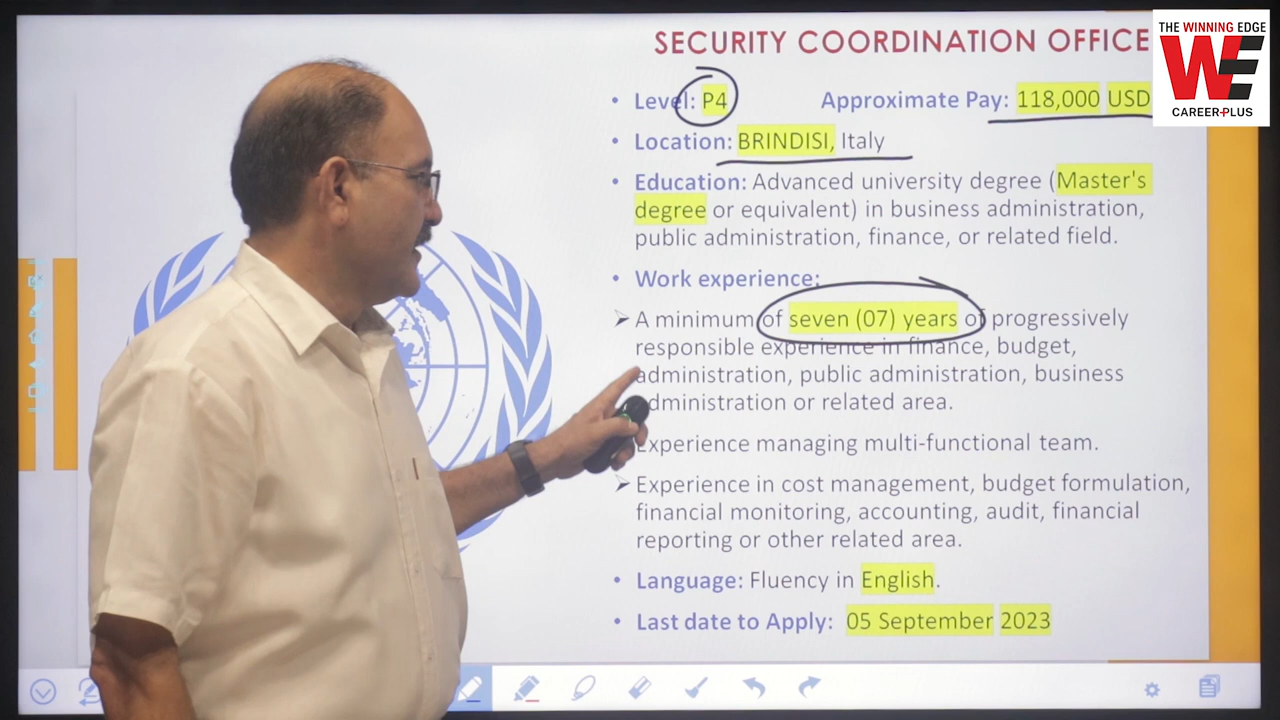 SECURITY COORDINATION OFFICE
THE WINNING EDGE
WE
CAREER PLUS
• Level: P4 Approximate Pay: 118,000 USD
• Location: BRINDISI, Italy
• Education: Advanced university degree (Master's
degree or equivalent) in business administration,
public administration, finance, or related field.
• Work experience:
➢ A minimum of seven (07) years of progressively
responsible experience in finance, budget,
administration, public administration, business
administration or related area.
Experience managing multi-functional team.
➢ Experience in cost management, budget formulation,
financial monitoring, accounting, audit, financial
reporting or other related area.
• Language: Fluency in English.
• Last date to Apply: 05 September 2023